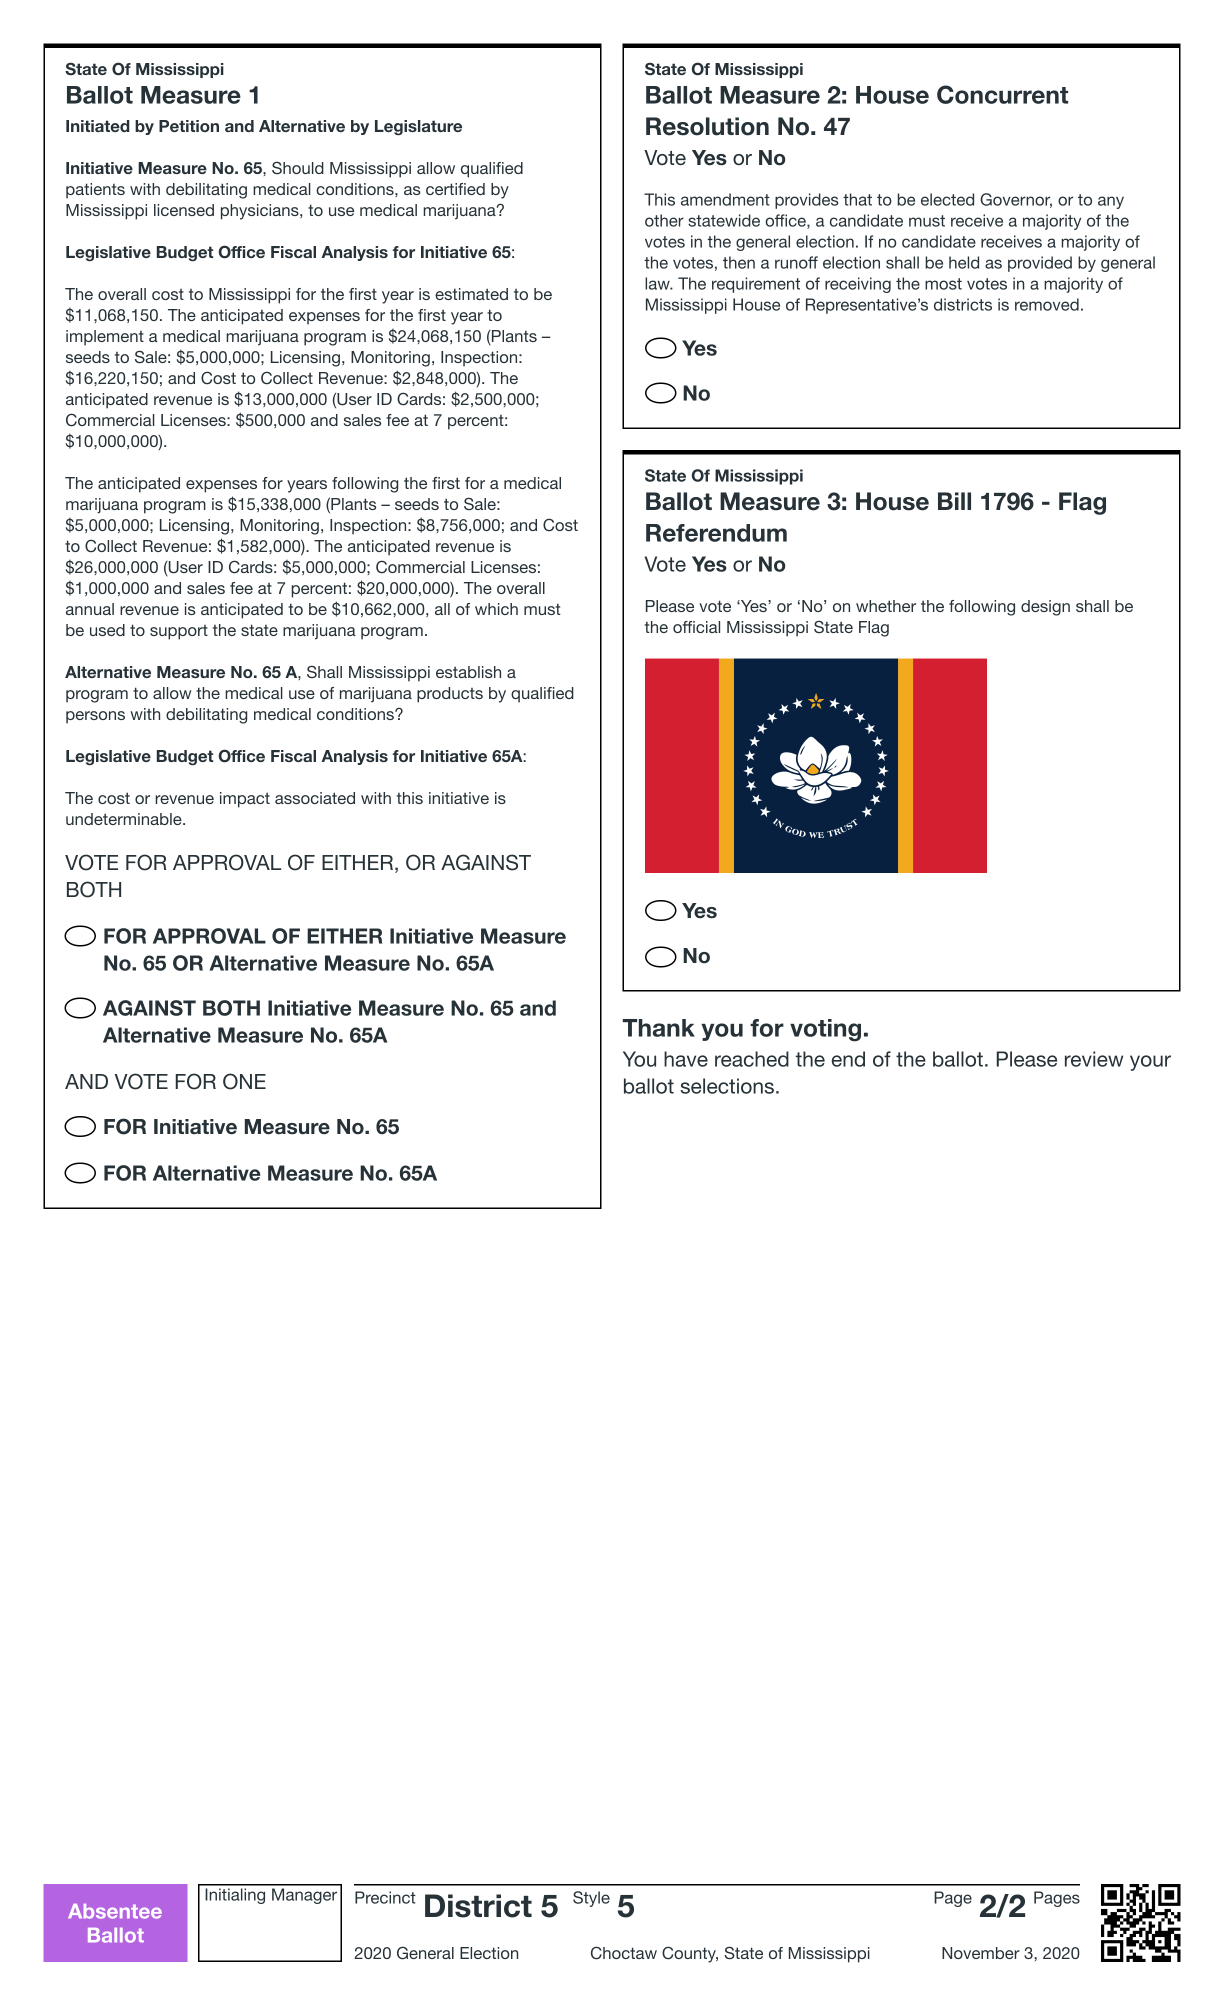 State Of Mississippi
Ballot Measure 1
Initiated by Petition and Alternative by Legislature
Initiative Measure No. 65, Should Mississippi allow qualified
patients with debilitating medical conditions, as certified by
Mississippi licensed physicians, to use medical marijuana?
Legislative Budget Office Fiscal Analysis for Initiative 65:
The overall cost to Mississippi for the first year is estimated to be
$11,068,150. The anticipated expenses for the first year to
implement a medical marijuana program is $24,068,150 (Plants –
seeds to Sale: $5,000,000; Licensing, Monitoring, Inspection:
$16,220,150; and Cost to Collect Revenue: $2,848,000). The
anticipated revenue is $13,000,000 (User ID Cards: $2,500,000;
Commercial Licenses: $500,000 and sales fee at 7 percent:
$10,000,000).
The anticipated expenses for years following the first for a medical
marijuana program is $15,338,000 (Plants – seeds to Sale:
$5,000,000; Licensing, Monitoring, Inspection: $8,756,000; and Cost
to Collect Revenue: $1,582,000). The anticipated revenue is
$26,000,000 (User ID Cards: $5,000,000; Commercial Licenses:
$1,000,000 and sales fee at 7 percent: $20,000,000). The overall
annual revenue is anticipated to be $10,662,000, all of which must
be used to support the state marijuana program.
Alternative Measure No. 65 A, Shall Mississippi establish a
program to allow the medical use of marijuana products by qualified
persons with debilitating medical conditions?
Legislative Budget Office Fiscal Analysis for Initiative 65A:
The cost or revenue impact associated with this initiative is
undeterminable.
VOTE FOR APPROVAL OF EITHER, OR AGAINST
BOTH
FOR APPROVAL OF EITHER Initiative Measure
No. 65 OR Alternative Measure No. 65A
AGAINST BOTH Initiative Measure No. 65 and
Alternative Measure No. 65A
AND VOTE FOR ONE
FOR Initiative Measure No. 65
FOR Alternative Measure No. 65A
State Of Mississippi
Ballot Measure 2: House Concurrent
Resolution No. 47
Vote Yes or No
This amendment provides that to be elected Governor, or to any
other statewide office, a candidate must receive a majority of the
votes in the general election. If no candidate receives a majority of
the votes, then a runoff election shall be held as provided by general
law. The requirement of receiving the most votes in a majority of
Mississippi House of Representative’s districts is removed.
Yes
No
State Of Mississippi
Ballot Measure 3: House Bill 1796 - Flag
Referendum
Vote Yes or No
Please vote ‘Yes’ or ‘No’ on whether the following design shall be
the official Mississippi State Flag
IN GOD WE TRUST
Yes
No
Thank you for voting.
You have reached the end of the ballot. Please review your
ballot selections.
Absentee
Ballot
Initialing Manager
Precinct District 5 Style 5 Page 2/2 Pages
2020 General Election Choctaw County, State of Mississippi November 3, 2020